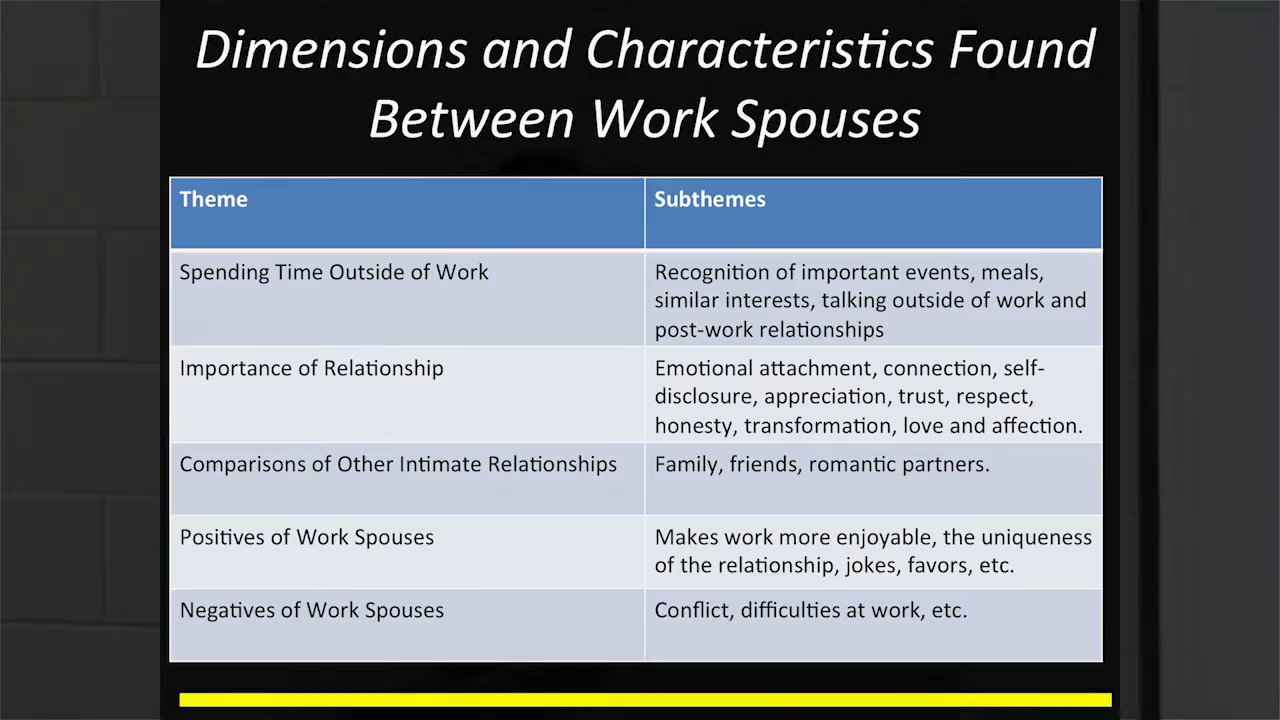 Dimensions and Characteristics Found
Between Work Spouses
Theme
Subthemes
Spending Time Outside of Work
Recognition of important events, meals,
similar interests, talking outside of work and
post-work relationships
Importance of Relationship
Emotional attachment, connection, self-
disclosure, appreciation, trust, respect,
honesty, transformation, love and affection.
Comparisons of Other Intimate Relationships
Family, friends, romantic partners.
Positives of Work Spouses
Makes work more enjoyable, the uniqueness
of the relationship, jokes, favors, etc.
Negatives of Work Spouses
Conflict, difficulties at work, etc.